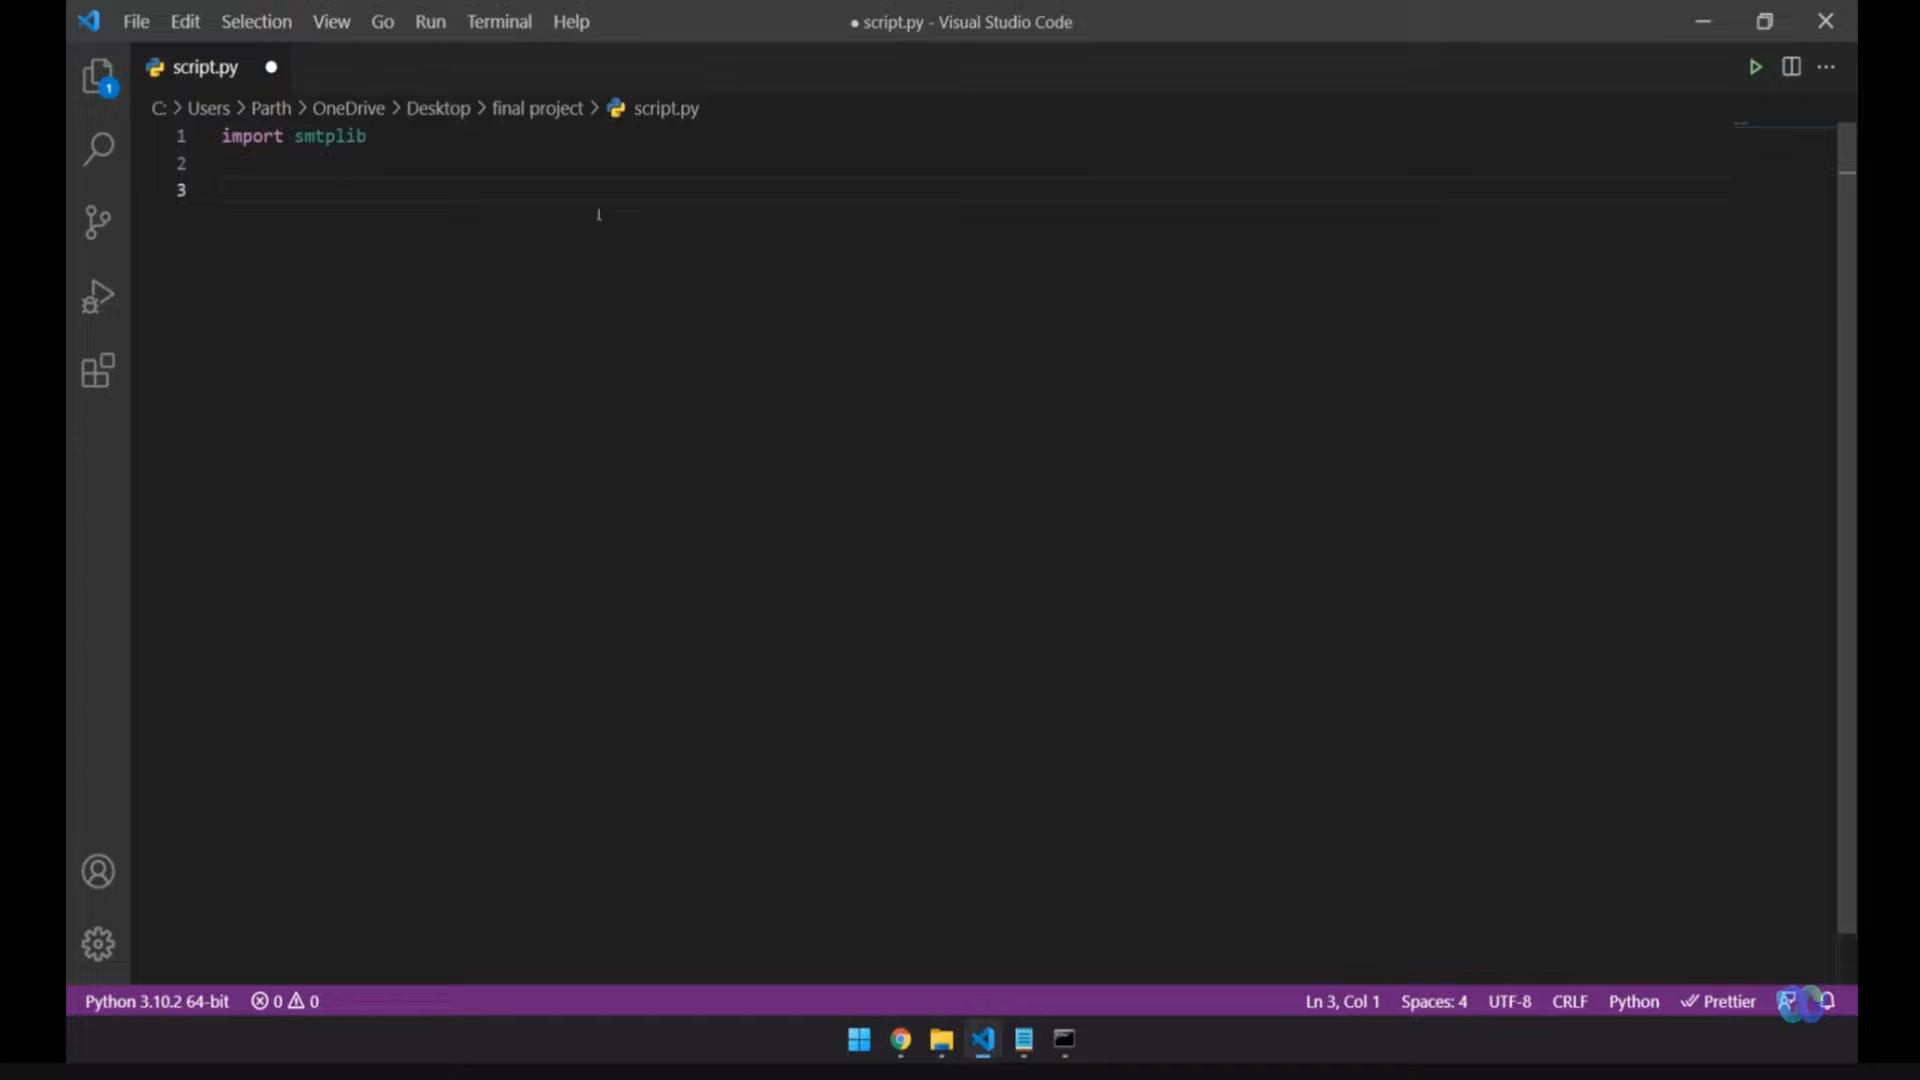 File Edit Selection View Go Run Terminal Help
● script.py - Visual Studio Code
script.py ●
C: > Users > Parth > OneDrive > Desktop > final project > script.py
1 import smtplib
2
3
1
Python 3.10.2 64-bit 0 0 Ln 3, Col 1 Spaces: 4 UTF-8 CRLF Python Prettier